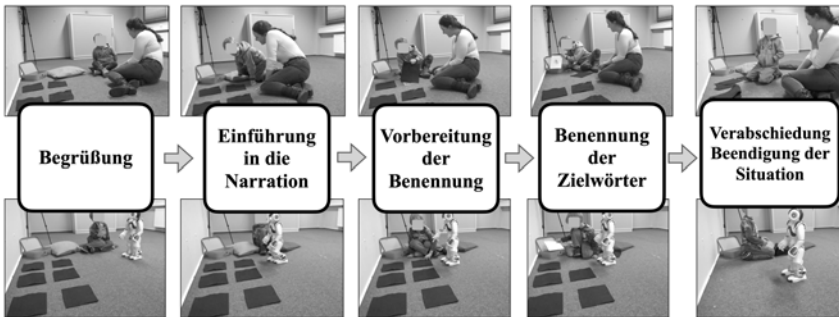 Begrüßung
Einführung
in die
Narration
Vorbereitung
der
Benennung
Benennung
der
Zielwörter
Verabschiedung
Beendigung der
Situation